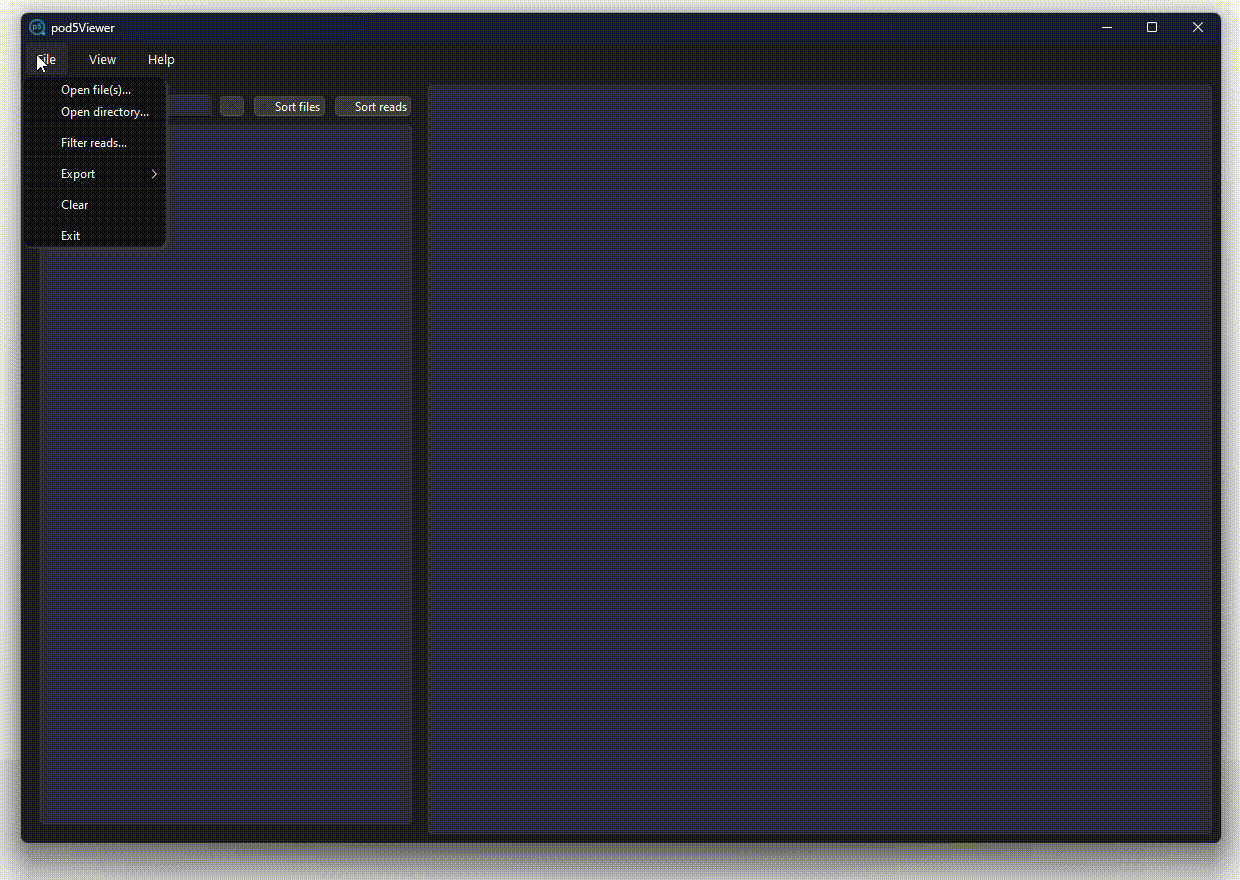 pod5Viewer
File View Help
Open file(s)...
Open directory...
Sort files Sort reads
Filter reads...
Export
Clear
Exit